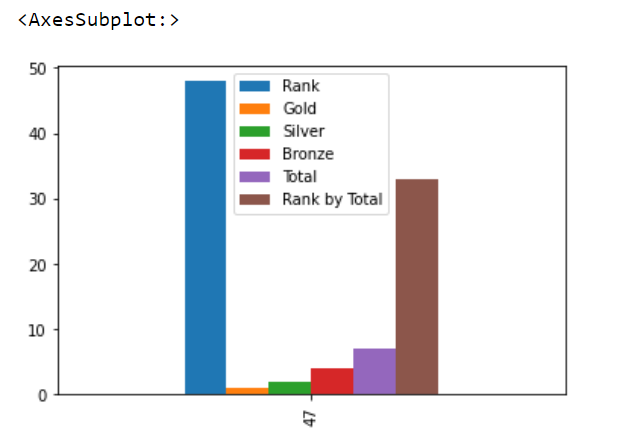 <AxesSubplot:>
50
40
30
20
10
0
Rank
Gold
Silver
Bronze
Total
Rank by Total
47